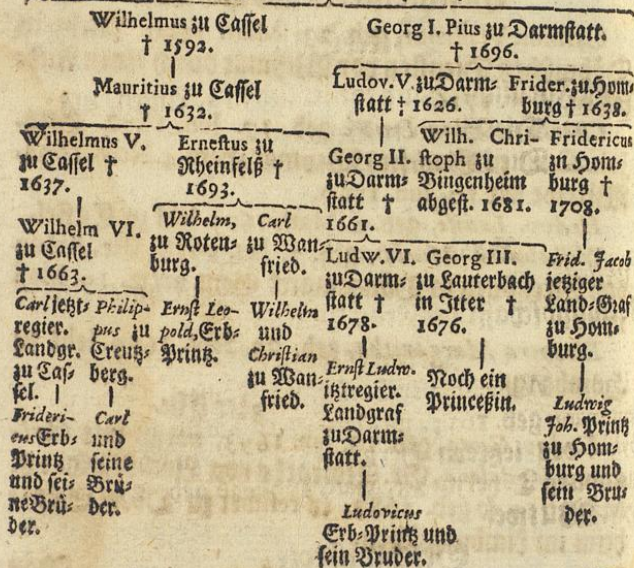 Wilhelmus zu Cassel
† 1592.
Mauritius zu Cassel
† 1632.
Wilhelmus V.
zu Cassel †
1637.
Wilhelm VI.
zu Cassel
† 1663.
Carl jetzt-
regier.
Landgr.
zu Cas-
sel.
Frideri-
cus Erb-
Printz
und sei-
ne Brü-
der.
Philip-
pus zu
Creutz-
berg.
Carl
und
seine
Brü-
der.
Ernestus zu
Rheinfelß †
1693.
Wilhelm,
zu Roten-
burg.
Ernst Leo-
pold, Erb-
Printz.
Carl
zu Wan-
fried.
Wilhelm
und
Christian
zu Wan-
fried.
Georg I. Pius zu Darmstatt.
† 1696.
Ludov. V. zu Darm-
statt † 1626.
Georg II.
zu Darm-
statt †
1661.
Ludw. VI.
zu Darm-
statt †
1678.
Ernst Ludw.
itztregier.
Landgraf
zu Darm-
statt.
Ludovicus
Erb-Printz und
sein Bruder.
Georg III.
zu Lauterbach
in Itter †
1676.
Noch ein
Princeßin.
Frider. zu Hom-
burg † 1638.
Wilh. Chri-
stoph zu
Bingenheim
abgest. 1681.
Fridericus
zu Hom-
burg †
1708.
Frid. Jacob
jetziger
Land-Graf
zu Hom-
burg.
Ludwig
Joh. Printz
zu Hom-
burg und
sein Bru-
der.